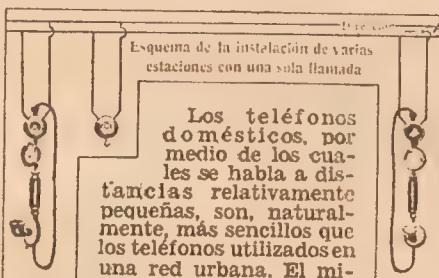 Esquema de la instalación de varias
estaciones con una sola llamada
Los teléfonos
domésticos, por
medio de los cua-
les se habla a dis-
tancias relativamente
pequeñas, son, natural-
mente, más sencillos que
los teléfonos utilizados en
una red urbana. El mi-